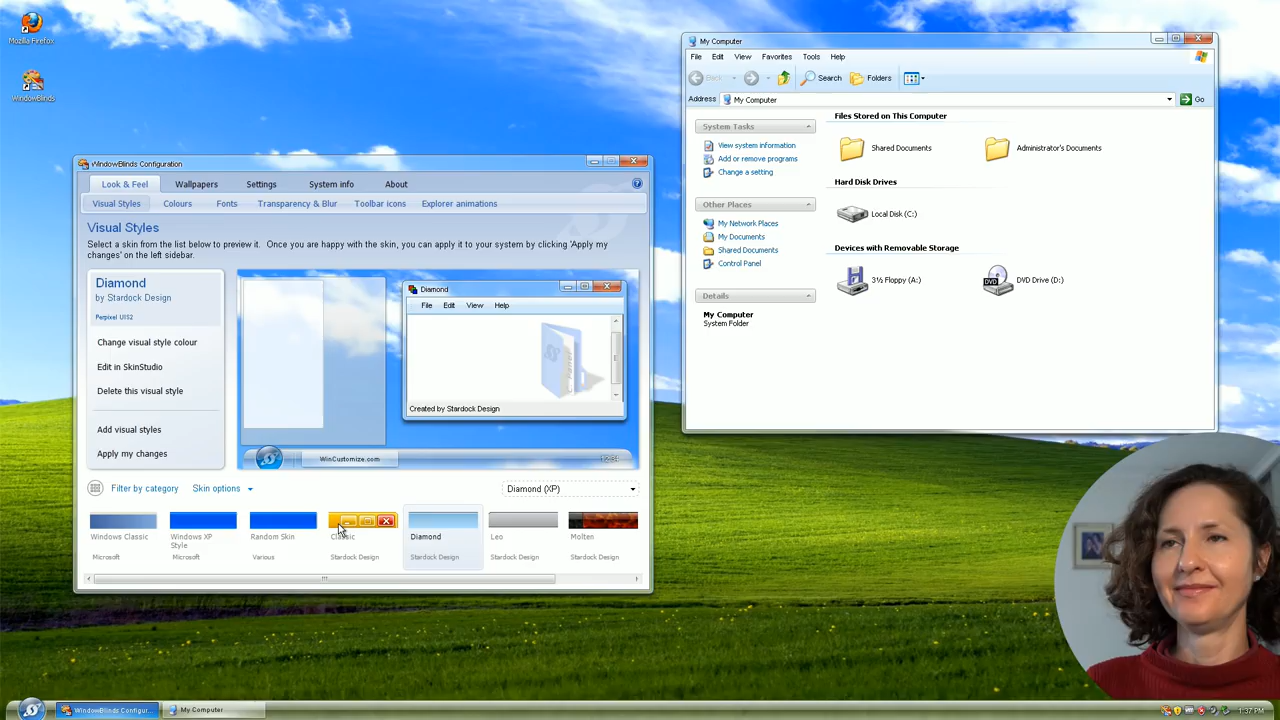 Mozilla Firefox
WindowBlinds
WindowBlinds Configuration
Look & Feel Wallpapers Settings System info About
Visual Styles Colours Fonts Transparency & Blur Toolbar icons Explorer animations
Visual Styles
Select a skin from the list below to preview it. Once you are happy with the skin, you can apply it to your system by clicking 'Apply my
changes' on the left sidebar.
Diamond
by Stardock Design
Perpixel UIS2
Change visual style colour
Edit in SkinStudio
Delete this visual style
Add visual styles
Apply my changes
Diamond
File Edit View Help
Created by Stardock Design
WinCustomize.com
12:34
Filter by category Skin options
Diamond (XP)
Windows Classic
Microsoft
Windows XP
Style
Microsoft
Random Skin
Various
Classic
Stardock Design
Diamond
Stardock Design
Leo
Stardock Design
Molten
Stardock Design
My Computer
File Edit View Favorites Tools Help
Back Search Folders
Address My Computer Go
System Tasks
View system information
Add or remove programs
Change a setting
Other Places
My Network Places
My Documents
Shared Documents
Control Panel
Details
My Computer
System Folder
Files Stored on This Computer
Shared Documents
Administrator's Documents
Hard Disk Drives
Local Disk (C:)
Devices with Removable Storage
3½ Floppy (A:)
DVD
DVD Drive (D:)
WindowBlinds Configur...
My Computer
1:37 PM